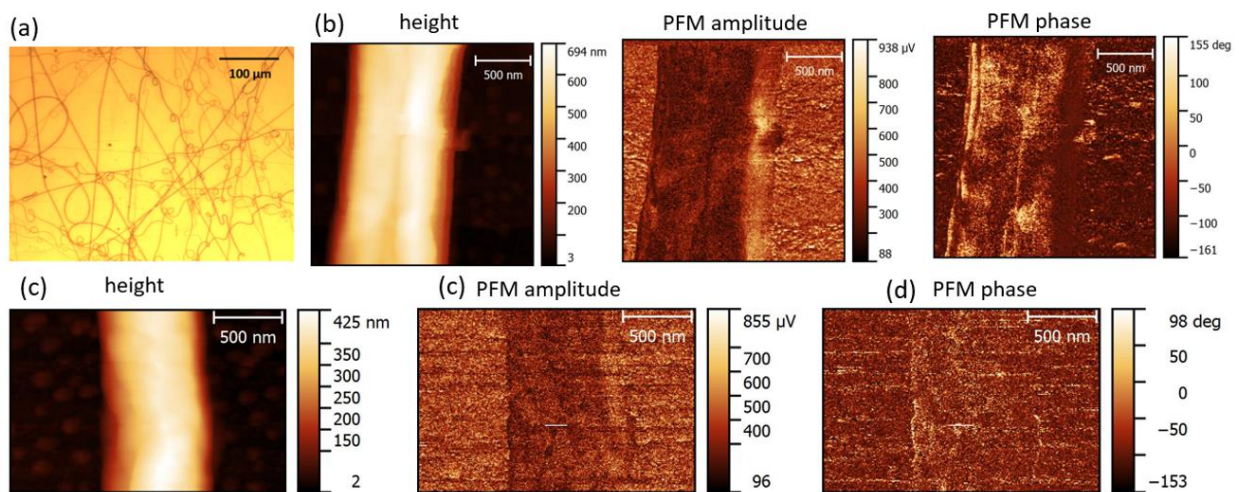 (a)
100 μm
(b)
height
500 nm
694 nm
600
500
400
300
200
3
PFM amplitude
500 nm
938 μV
800
700
600
500
400
300
88
PFM phase
500 nm
155 deg
100
50
0
−50
−100
−161
(c)
height
500 nm
425 nm
350
300
250
200
150
2
(c)
PFM amplitude
500 nm
855 μV
700
600
500
400
96
(d)
PFM phase
500 nm
98 deg
50
0
−50
−153